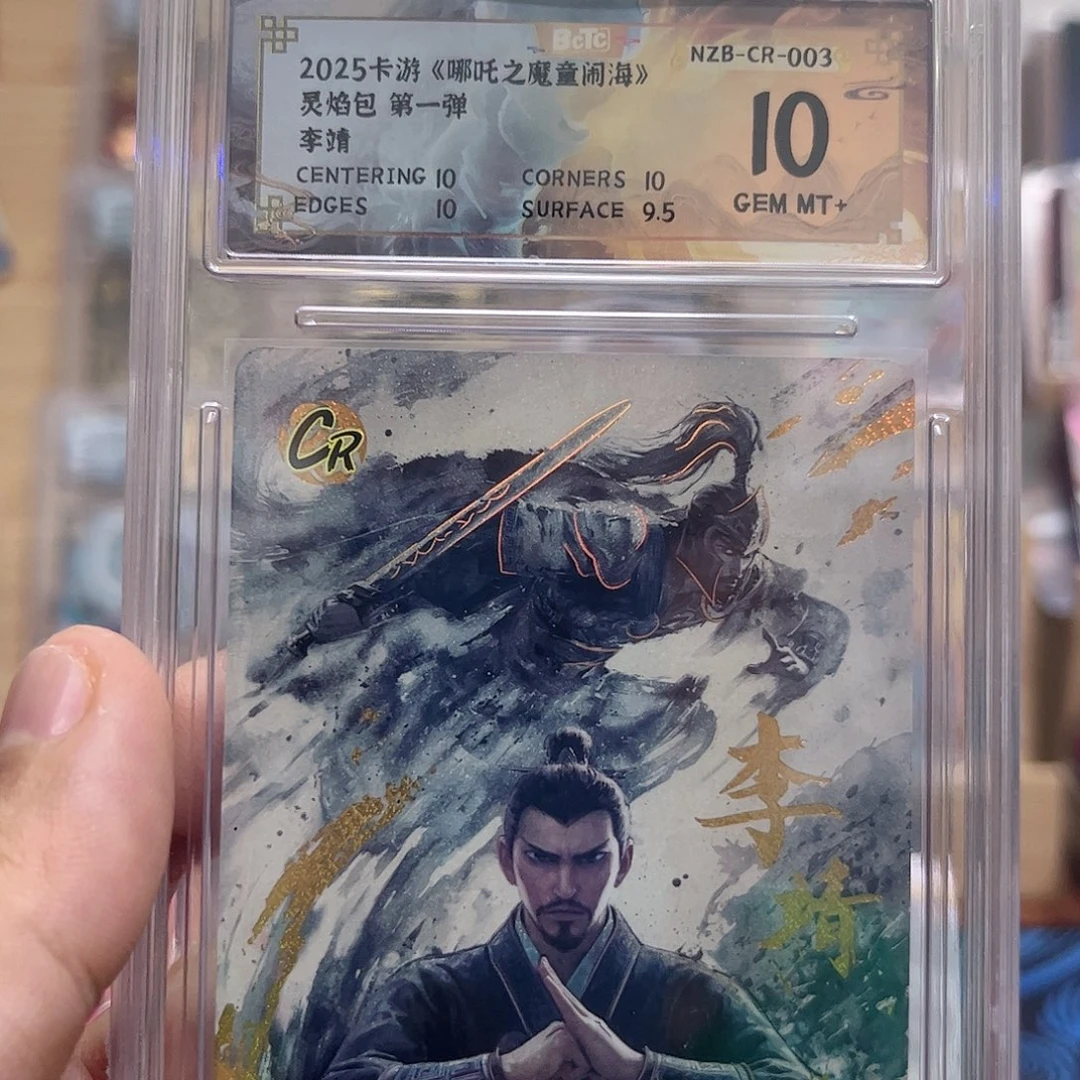 BCTC
2025卡游《哪吒之魔童闹海》
灵焰包 第一弹
李靖
NZB-CR-003
10
GEM MT+
CENTERING 10
CORNERS 10
EDGES 10
SURFACE 9.5
CR
李
靖